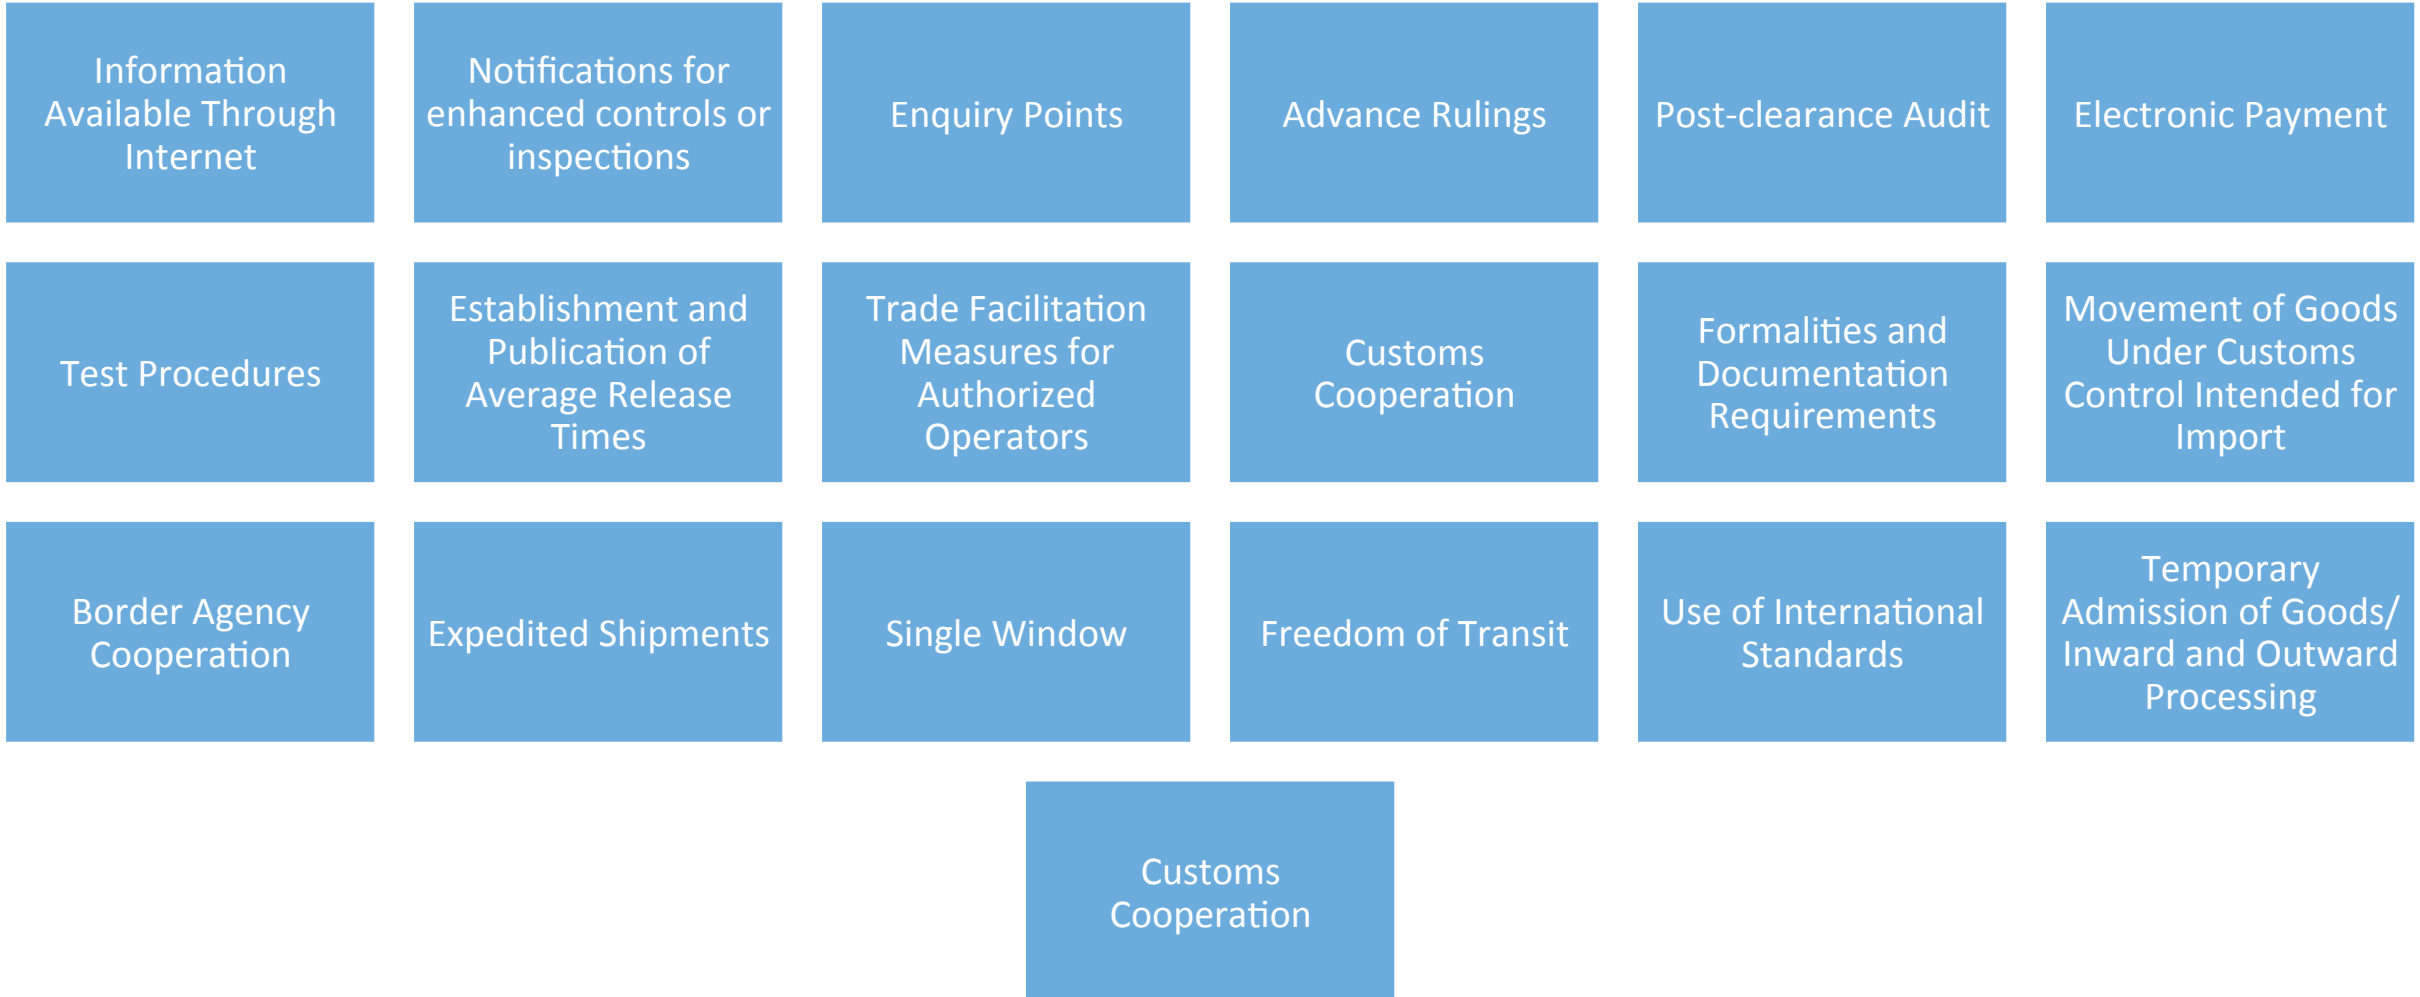 Information
Available Through
Internet
Notifications for
enhanced controls or
inspections
Enquiry Points
Advance Rulings
Post-clearance Audit
Electronic Payment
Test Procedures
Establishment and
Publication of
Average Release
Times
Trade Facilitation
Measures for
Authorized
Operators
Customs
Cooperation
Formalities and
Documentation
Requirements
Movement of Goods
Under Customs
Control Intended for
Import
Border Agency
Cooperation
Expedited Shipments
Single Window
Freedom of Transit
Use of International
Standards
Temporary
Admission of Goods/
Inward and Outward
Processing
Customs
Cooperation